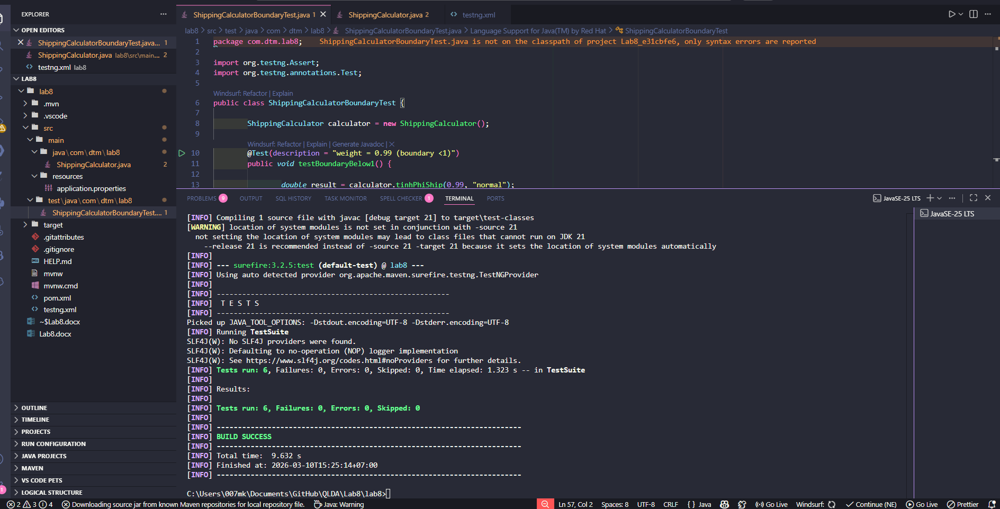 EXPLORER
OPEN EDITORS
ShippingCalculatorBoundaryTest.java... 1
ShippingCalculator.java lab8\src\main... 2
testng.xml lab8
LAB8
lab8
.mvn
.vscode
src
main
java\com\dtm\lab8
ShippingCalculator.java 2
resources
application.properties
test\java\com\dtm\lab8
ShippingCalculatorBoundaryTest.... 1
target
.gitattributes
.gitignore
HELP.md
mvnw
mvnw.cmd
pom.xml
testng.xml
~$Lab8.docx
Lab8.docx
OUTLINE
TIMELINE
PROJECTS
RUN CONFIGURATION
JAVA PROJECTS
MAVEN
VS CODE PETS
LOGICAL STRUCTURE
ShippingCalculatorBoundaryTest.java 1
ShippingCalculator.java 2
testng.xml
lab8 > src > test > java > com > dtm > lab8 > ShippingCalculatorBoundaryTest.java > Language Support for Java(TM) by Red Hat > ShippingCalculatorBoundaryTest
1 package com.dtm.lab8; ShippingCalculatorBoundaryTest.java is not on the classpath of project Lab8_e31cbfe6, only syntax errors are reported
2
3 import org.testng.Assert;
4 import org.testng.annotations.Test;
5
Windsurf: Refactor | Explain
6 public class ShippingCalculatorBoundaryTest {
7
8 ShippingCalculator calculator = new ShippingCalculator();
9
Windsurf: Refactor | Explain | Generate Javadoc | ×
10 @Test(description = "weight = 0.99 (boundary <1)")
11 public void testBoundaryBelow1() {
12
13 double result = calculator.tinhPhiShip(0.99, "normal");
PROBLEMS 9 OUTPUT SQL HISTORY TASK MONITOR SPELL CHECKER 1 TERMINAL PORTS
JavaSE-25 LTS
JavaSE-25 LTS
[INFO] Compiling 1 source file with javac [debug target 21] to target\test-classes
[WARNING] location of system modules is not set in conjunction with -source 21
not setting the location of system modules may lead to class files that cannot run on JDK 21
--release 21 is recommended instead of -source 21 -target 21 because it sets the location of system modules automatically
[INFO]
[INFO] --- surefire:3.2.5:test (default-test) @ lab8 ---
[INFO] Using auto detected provider org.apache.maven.surefire.testng.TestNGProvider
[INFO]
[INFO] -------------------------------------------------------
[INFO] T E S T S
[INFO] -------------------------------------------------------
Picked up JAVA_TOOL_OPTIONS: -Dstdout.encoding=UTF-8 -Dstderr.encoding=UTF-8
[INFO] Running TestSuite
SLF4J(W): No SLF4J providers were found.
SLF4J(W): Defaulting to no-operation (NOP) logger implementation
SLF4J(W): See https://www.slf4j.org/codes.html#noProviders for further details.
[INFO] Tests run: 6, Failures: 0, Errors: 0, Skipped: 0, Time elapsed: 1.323 s -- in TestSuite
[INFO]
[INFO] Results:
[INFO]
[INFO] Tests run: 6, Failures: 0, Errors: 0, Skipped: 0
[INFO]
[INFO] ------------------------------------------------------------------------
[INFO] BUILD SUCCESS
[INFO] ------------------------------------------------------------------------
[INFO] Total time:  9.632 s
[INFO] Finished at: 2026-03-10T15:25:14+07:00
[INFO] ------------------------------------------------------------------------
C:\Users\007mk\Documents\GitHub\QLDA\Lab8\lab8>
1
2 3 4 Downloading source jar from known Maven repositories for local repository file. Java: Warning Ln 57, Col 2 Spaces: 8 UTF-8 CRLF { } Java Go Live Windsurf: Continue (NE) Go Live Prettier